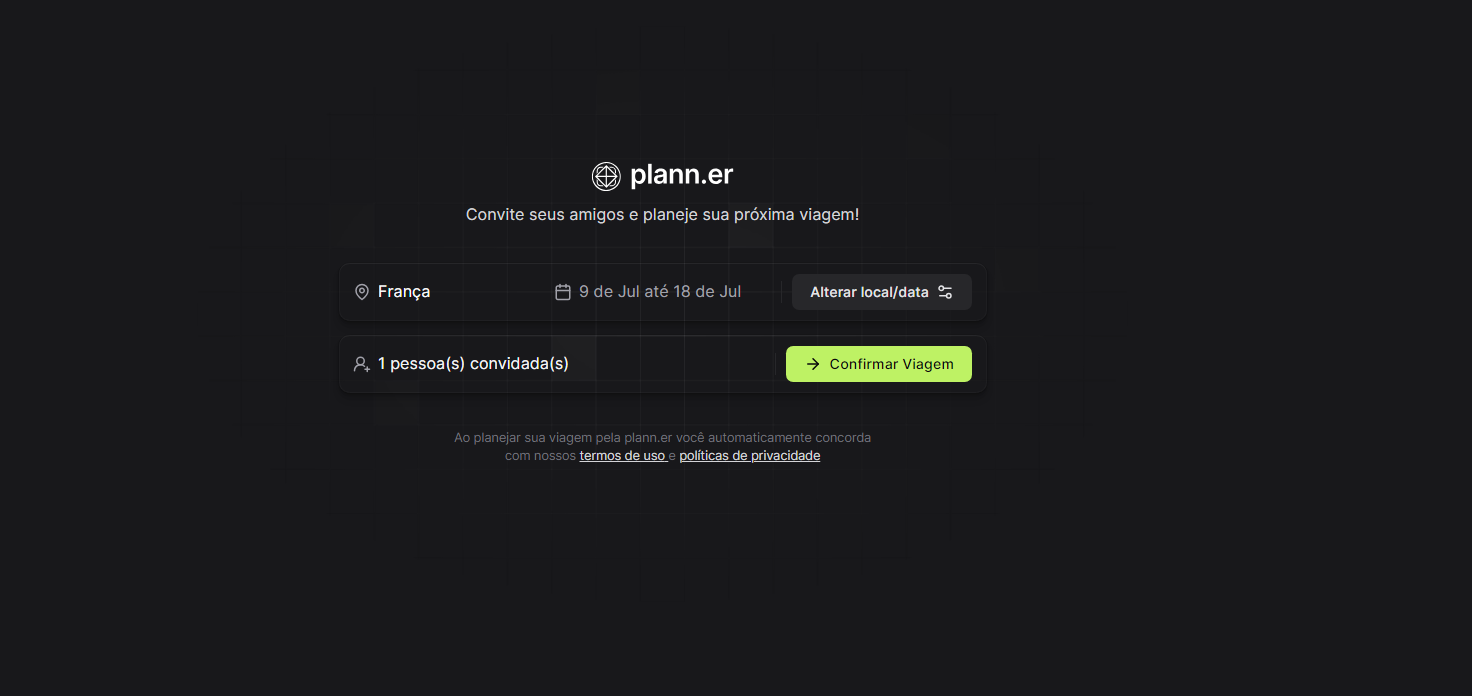 plann.er
Convite seus amigos e planeje sua próxima viagem!
França
9 de Jul até 18 de Jul
Alterar local/data
1 pessoa(s) convidada(s)
Confirmar Viagem
Ao planejar sua viagem pela plann.er você automaticamente concorda
com nossos termos de uso e políticas de privacidade